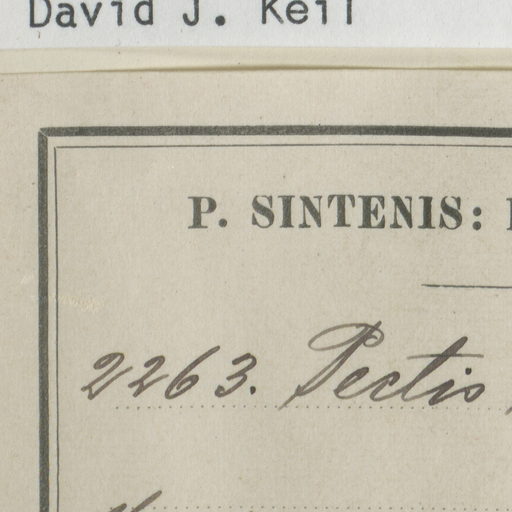 David J. Keil
P. SINTENIS:
2263. Pectis